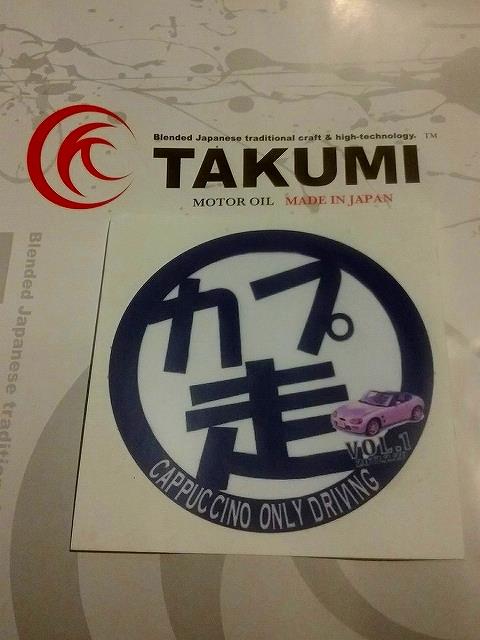 Blended Japanese traditional craft & high-technology. ™
TAKUMI
MOTOR OIL MADE IN JAPAN
Blended Japanese tradition
カプ
走
VOL.1
CAPPUCCINO ONLY DRIVING